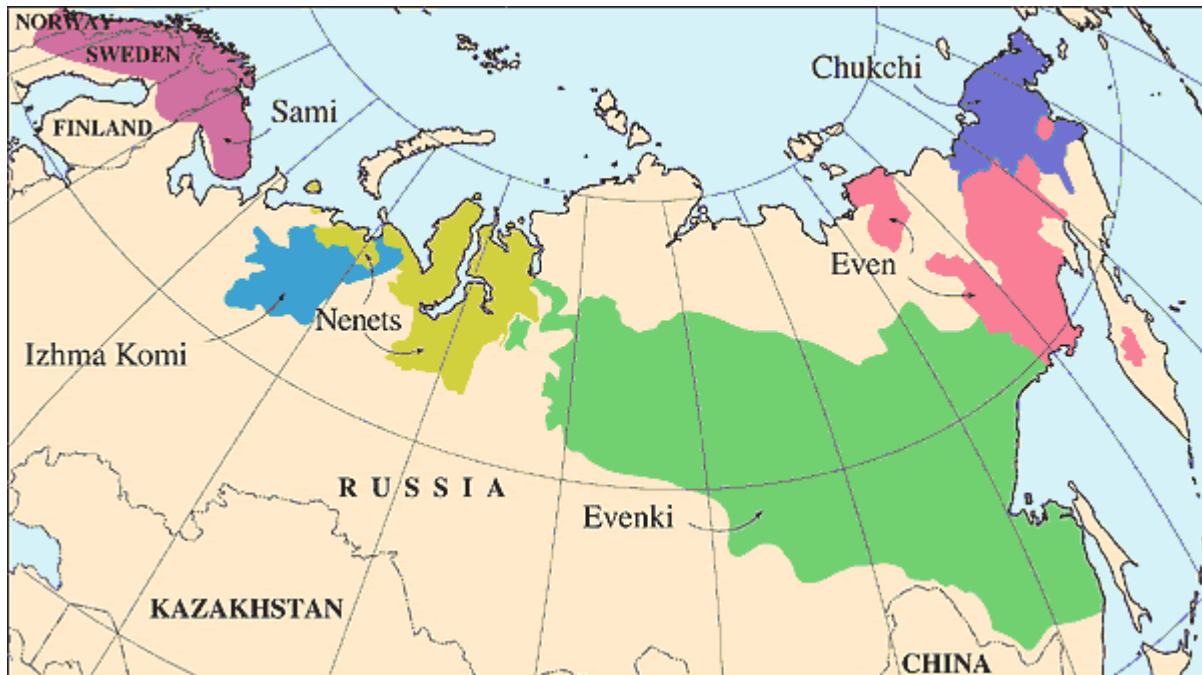 NORWAY
SWEDEN
Chukchi
Sami
FINLAND
Even
Nenets
Izhma Komi
RUSSIA
Evenki
KAZAKHSTAN
CHINA